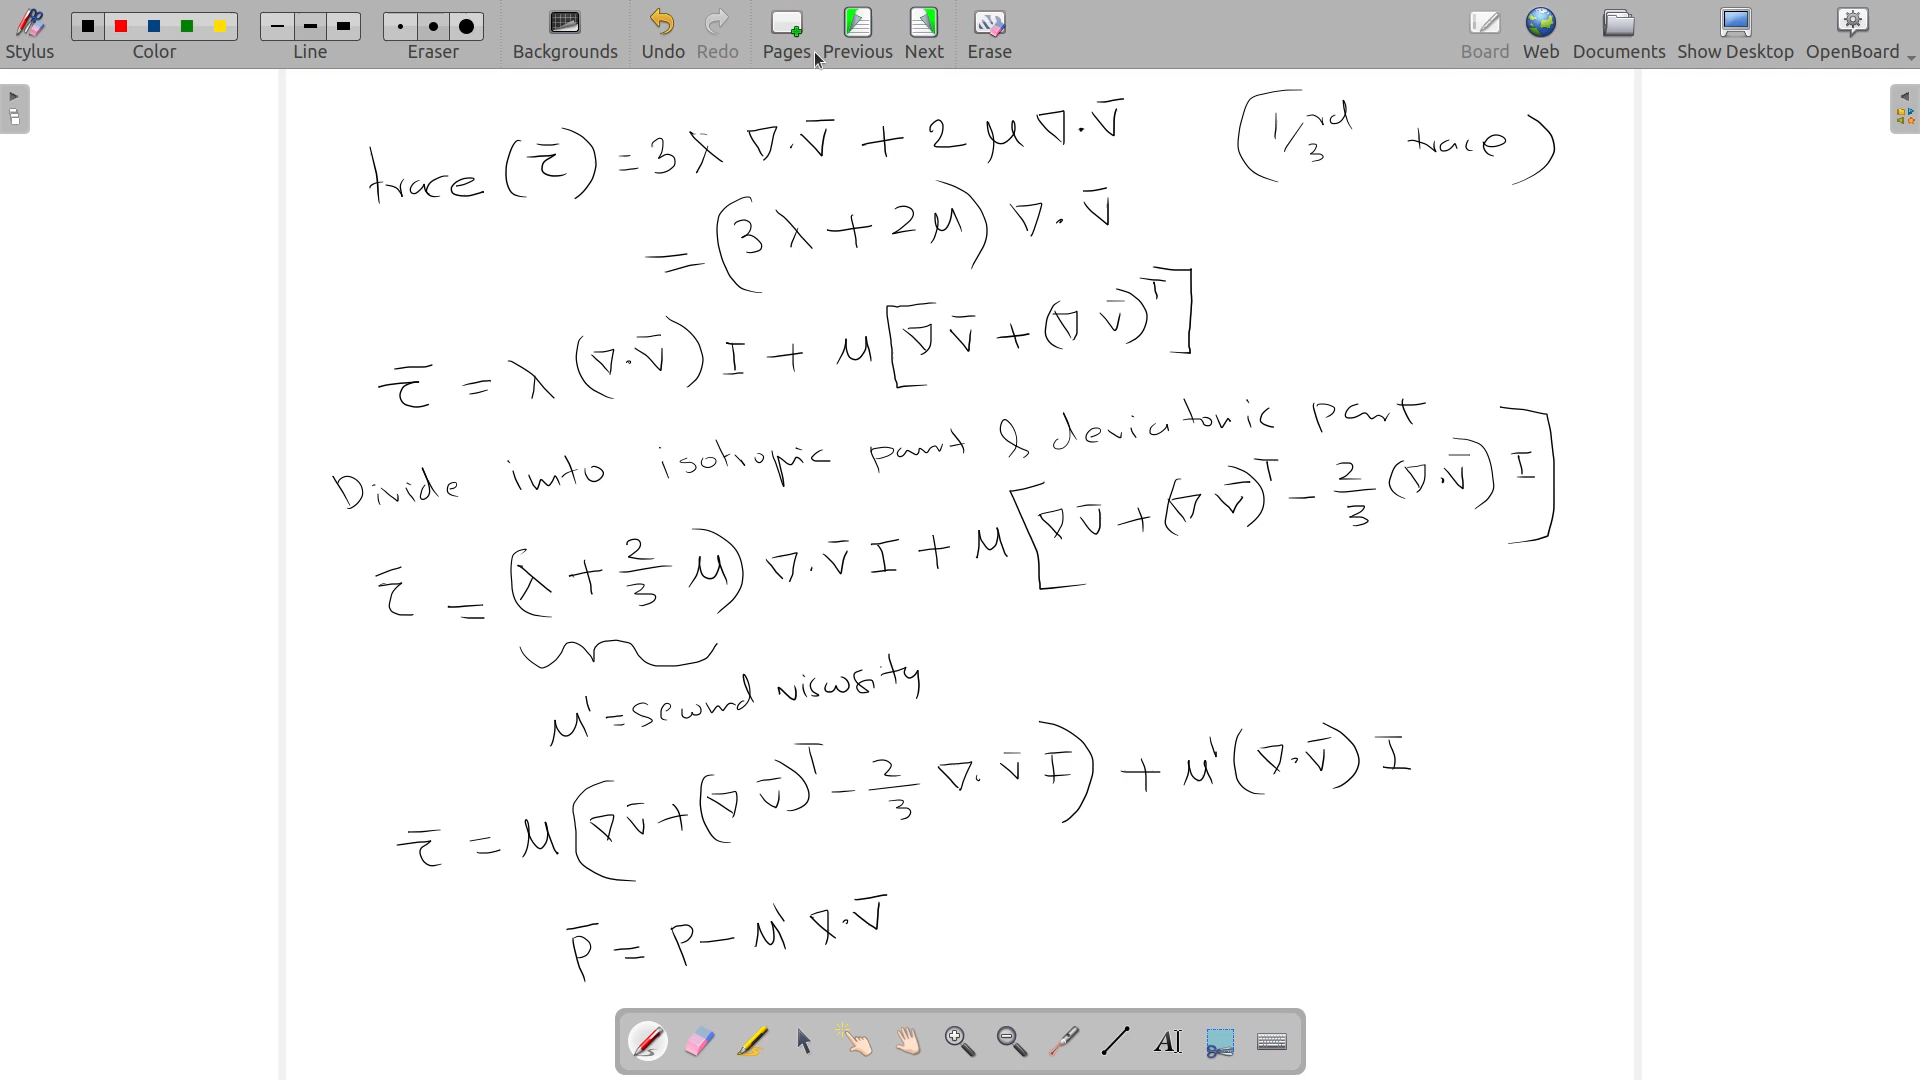 Stylus Color Line Eraser Backgrounds Undo Redo Pages Previous Next Erase Board Web Documents Show Desktop OpenBoard
trace (τ̄) = 3λ ∇.V̄ + 2 μ ∇.V̄ (1/3rd trace)
= (3λ + 2μ) ∇.V̄
τ̄ = λ (∇.V̄) I + μ [∇̄ V̄ + (∇ V̄)^T]
Divide into isotropic part & deviatoric part
τ̄ = (λ + 2/3 μ) ∇.V̄ I + μ [∇V̄ + (∇ V̄)^T - 2/3 (∇.V̄) I]
μ' = second viscosity
τ̄ = μ (∇V̄ + (∇ V̄)^T - 2/3 ∇.V̄ I) + μ' (∇.V̄) I
P̄ = P - μ' ∇.V̄
AI